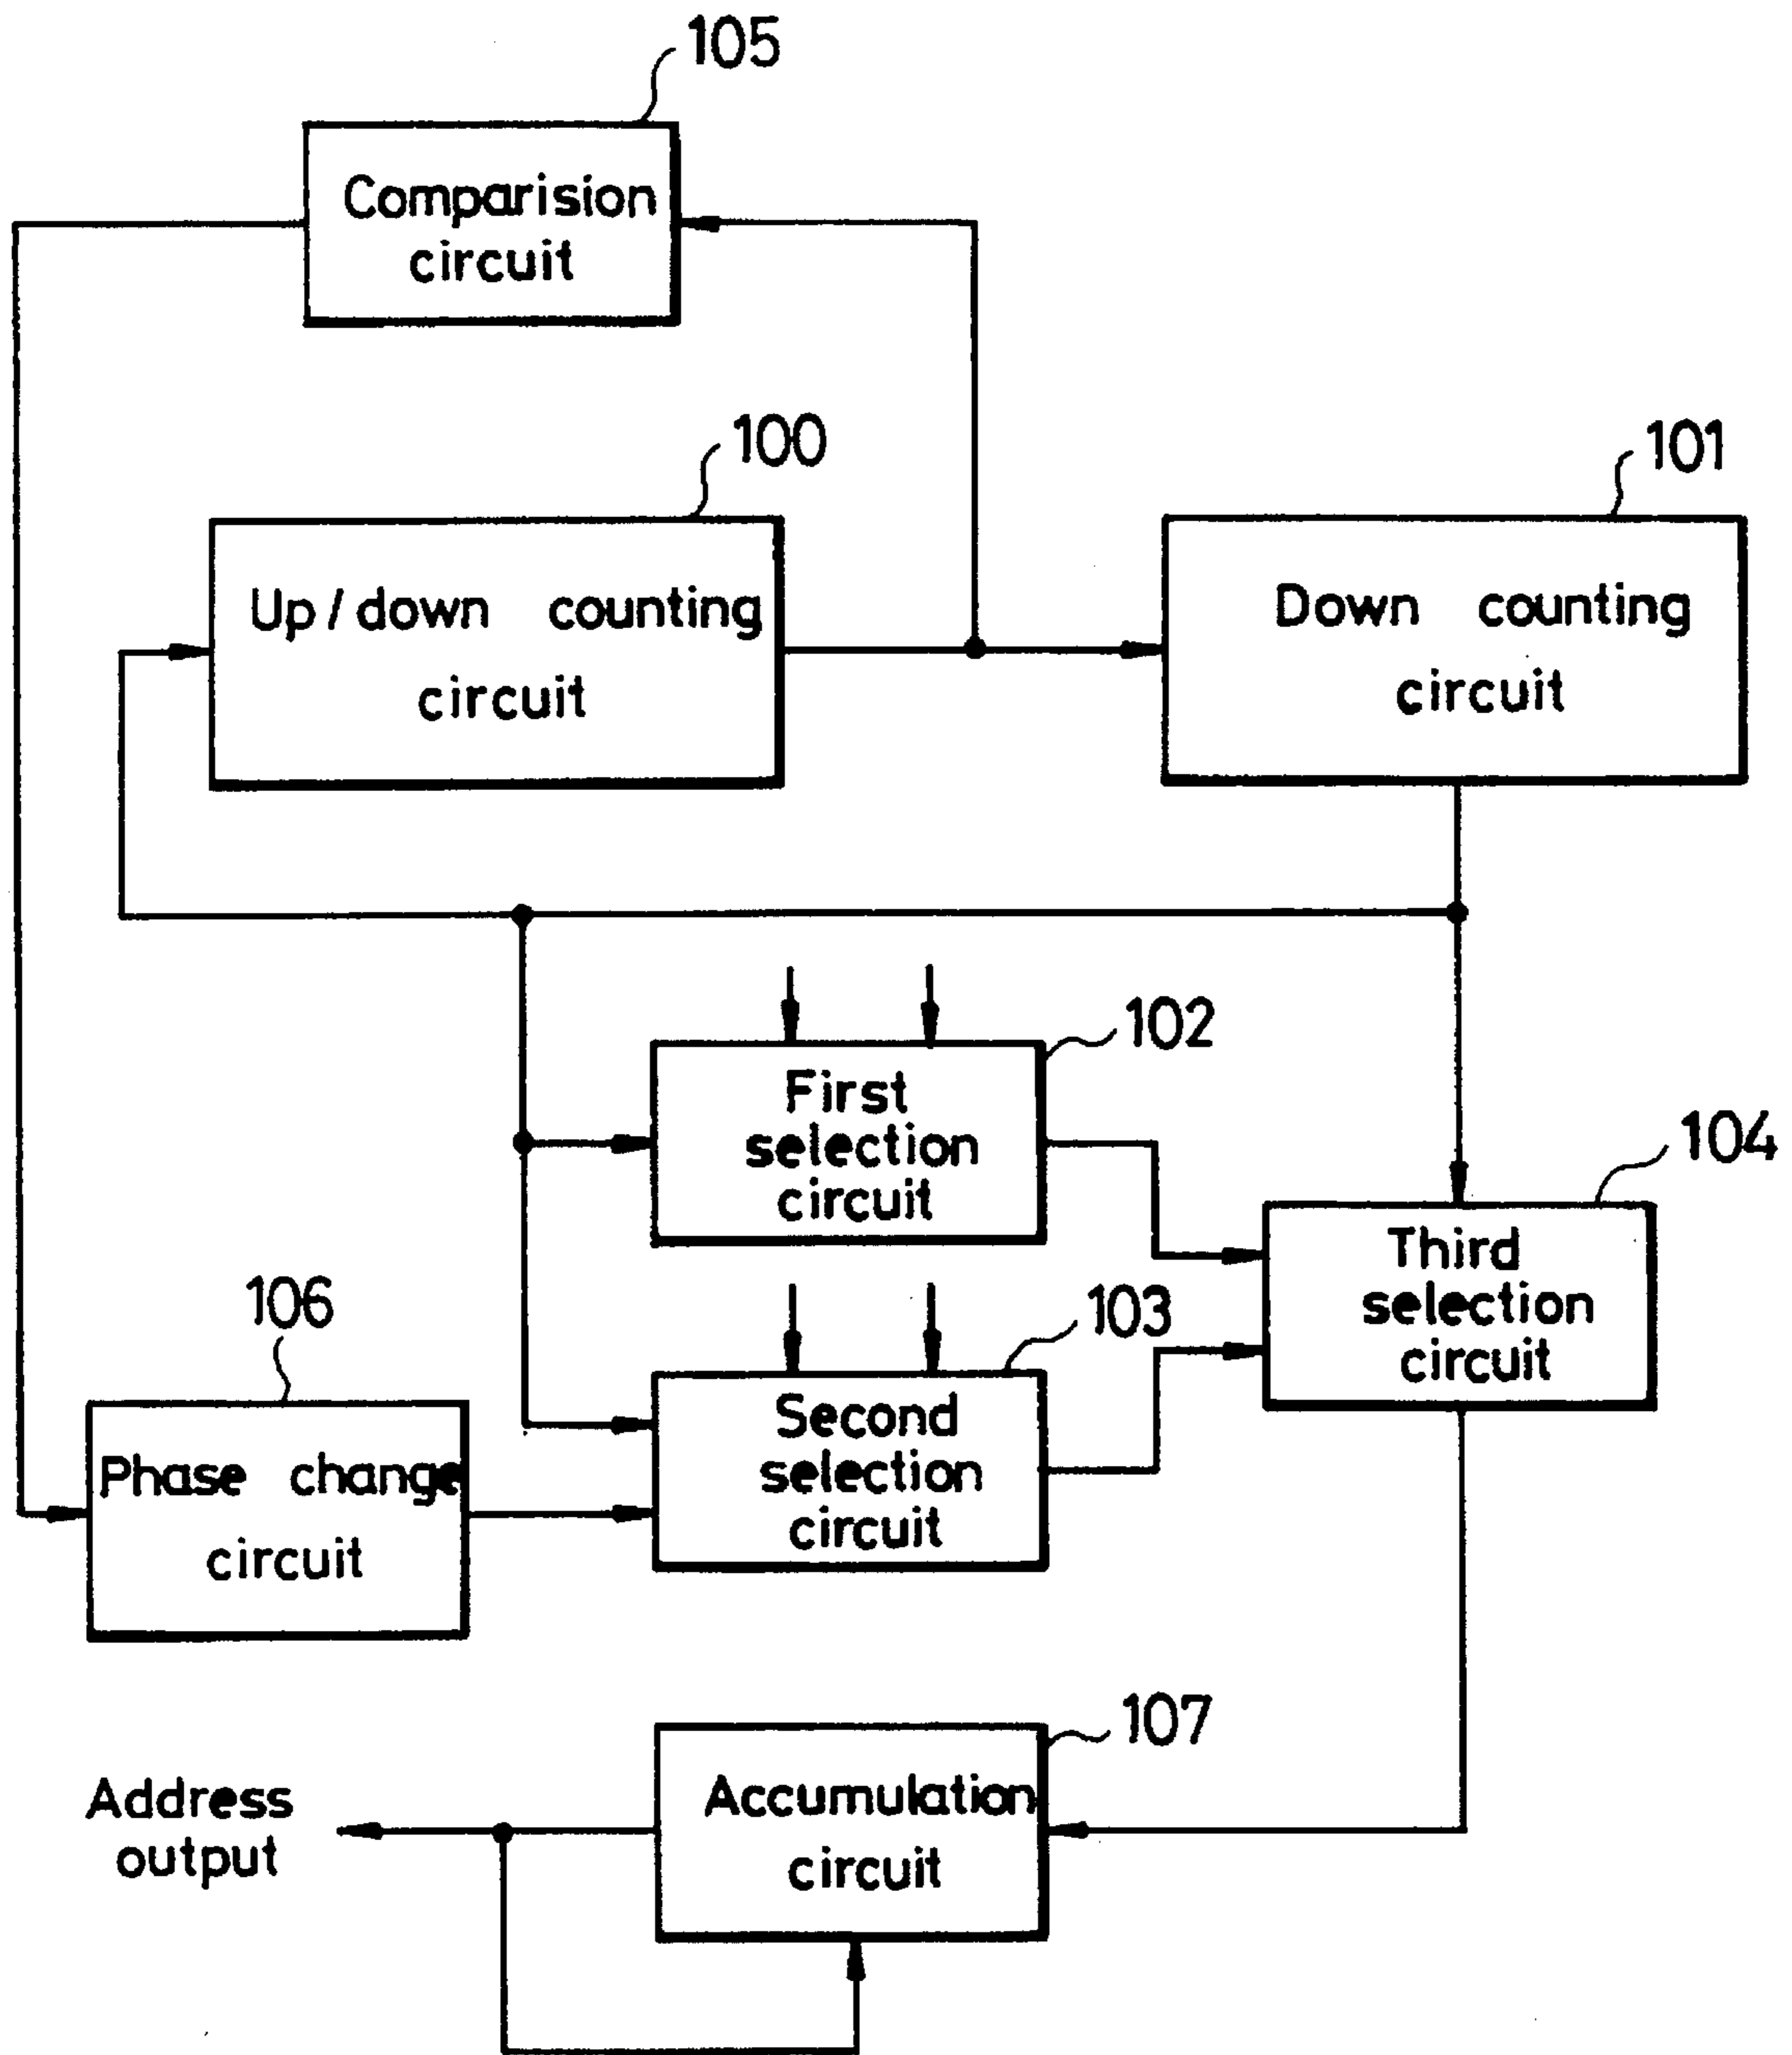 105
Comparision
circuit
100
101
Up/down counting
circuit
Down counting
circuit
102
First
selection
circuit
104
Third
selection
circuit
106
103
Phase change
circuit
Second
selection
circuit
107
Address
output
Accumulation
circuit